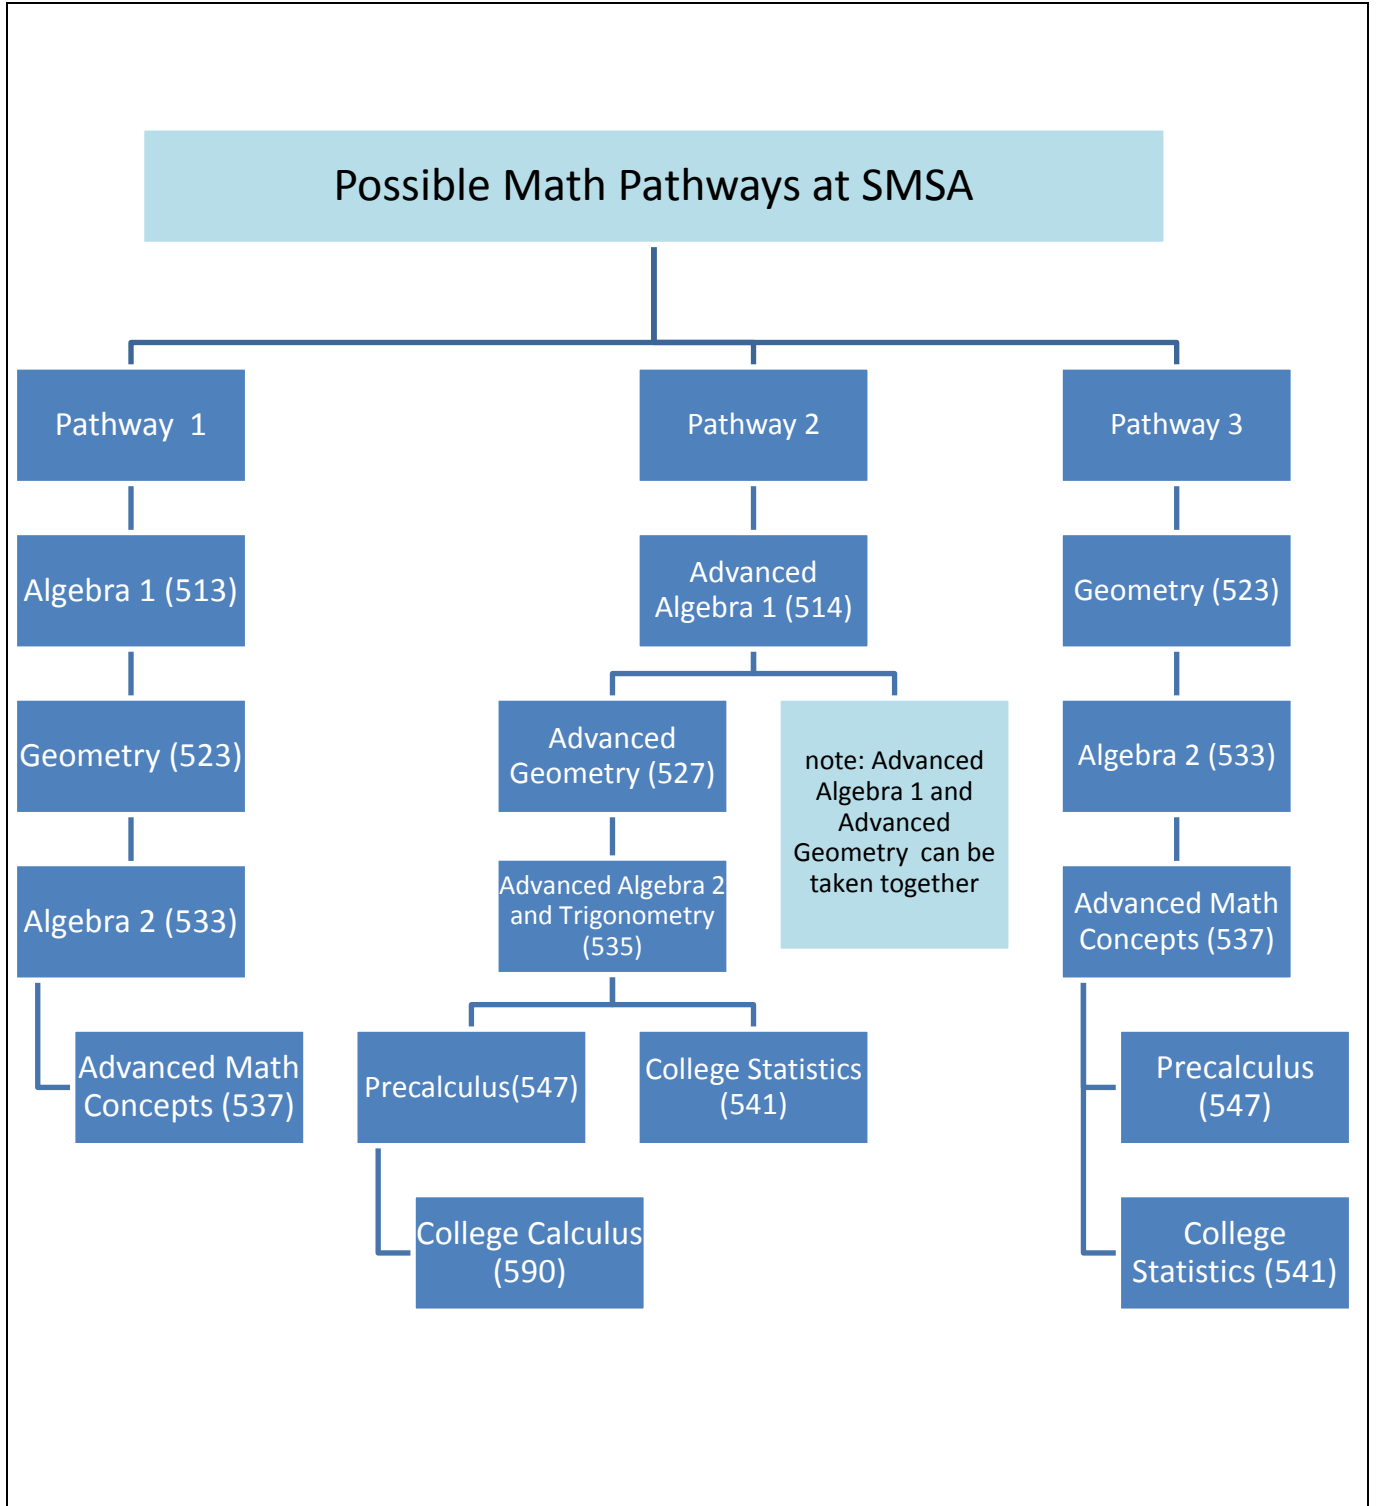 Possible Math Pathways at SMSA
Pathway 1
Algebra 1 (513)
Geometry (523)
Algebra 2 (533)
Advanced Math
Concepts (537)
Pathway 2
Advanced
Algebra 1 (514)
Advanced
Geometry (527)
note: Advanced
Algebra 1 and
Advanced
Geometry can be
taken together
Advanced Algebra 2
and Trigonometry
(535)
Precalculus(547)
College Statistics
(541)
College Calculus
(590)
Pathway 3
Geometry (523)
Algebra 2 (533)
Advanced Math
Concepts (537)
Precalculus
(547)
College
Statistics (541)